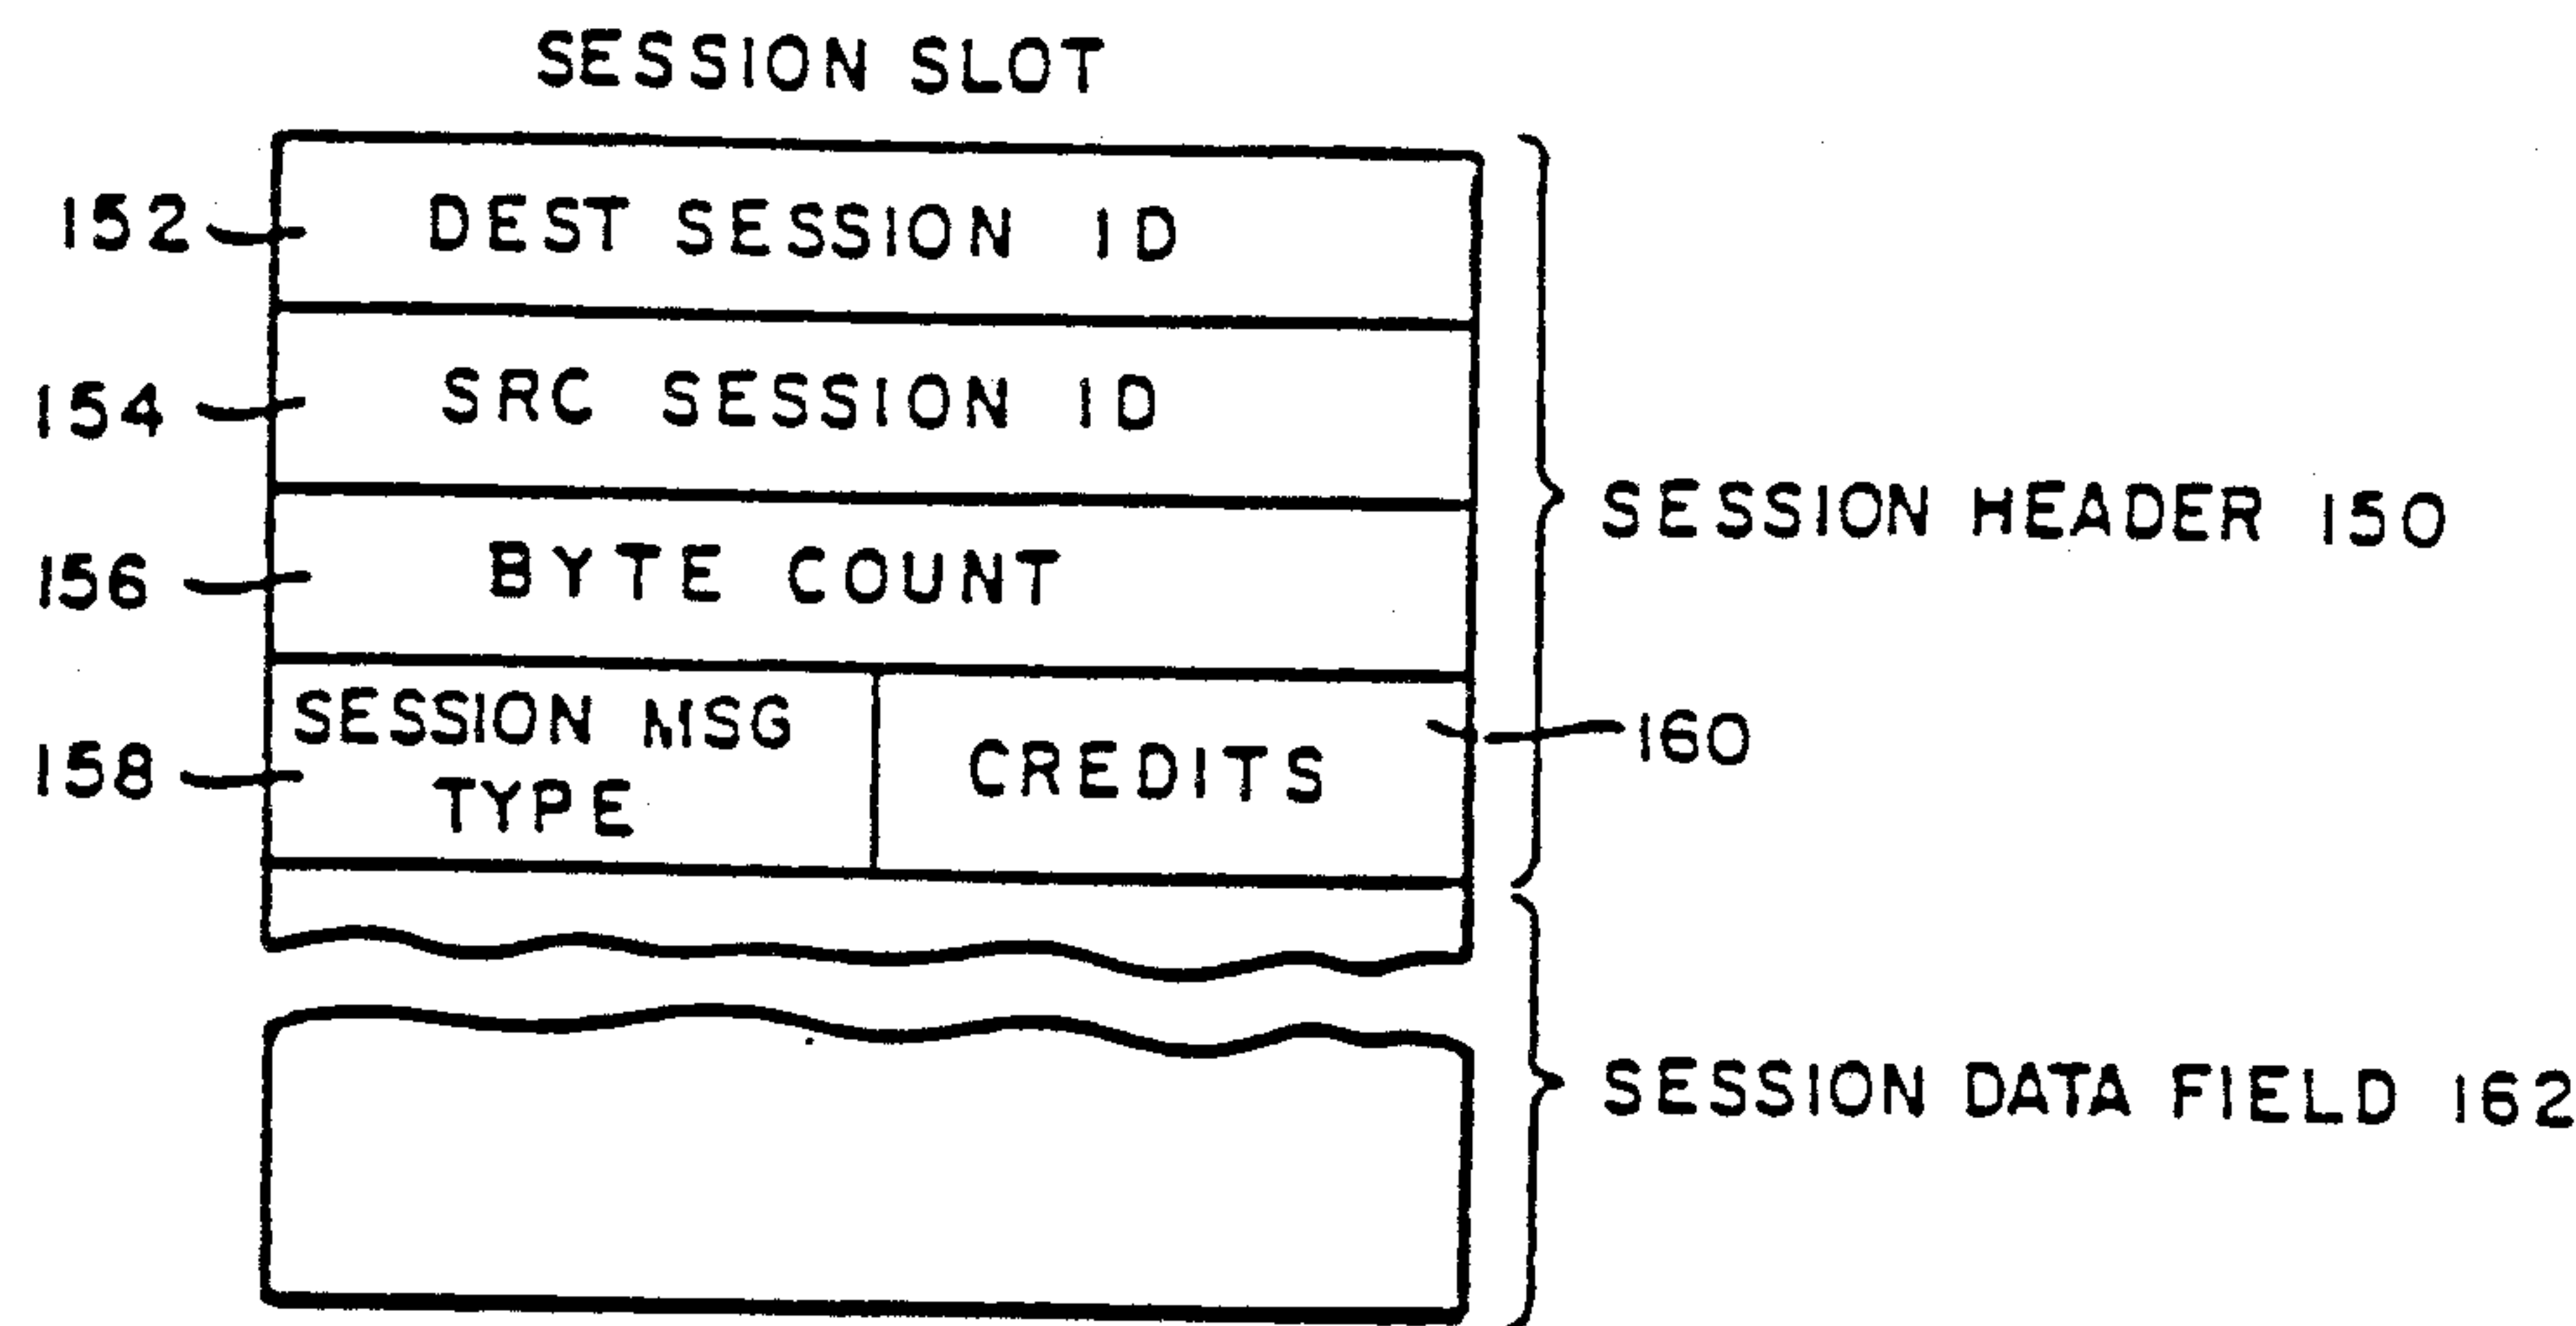 SESSION SLOT
152 DEST SESSION ID
154 SRC SESSION ID
SESSION HEADER 150
156 BYTE COUNT
158 SESSION MSG TYPE
CREDITS 160
SESSION DATA FIELD 162